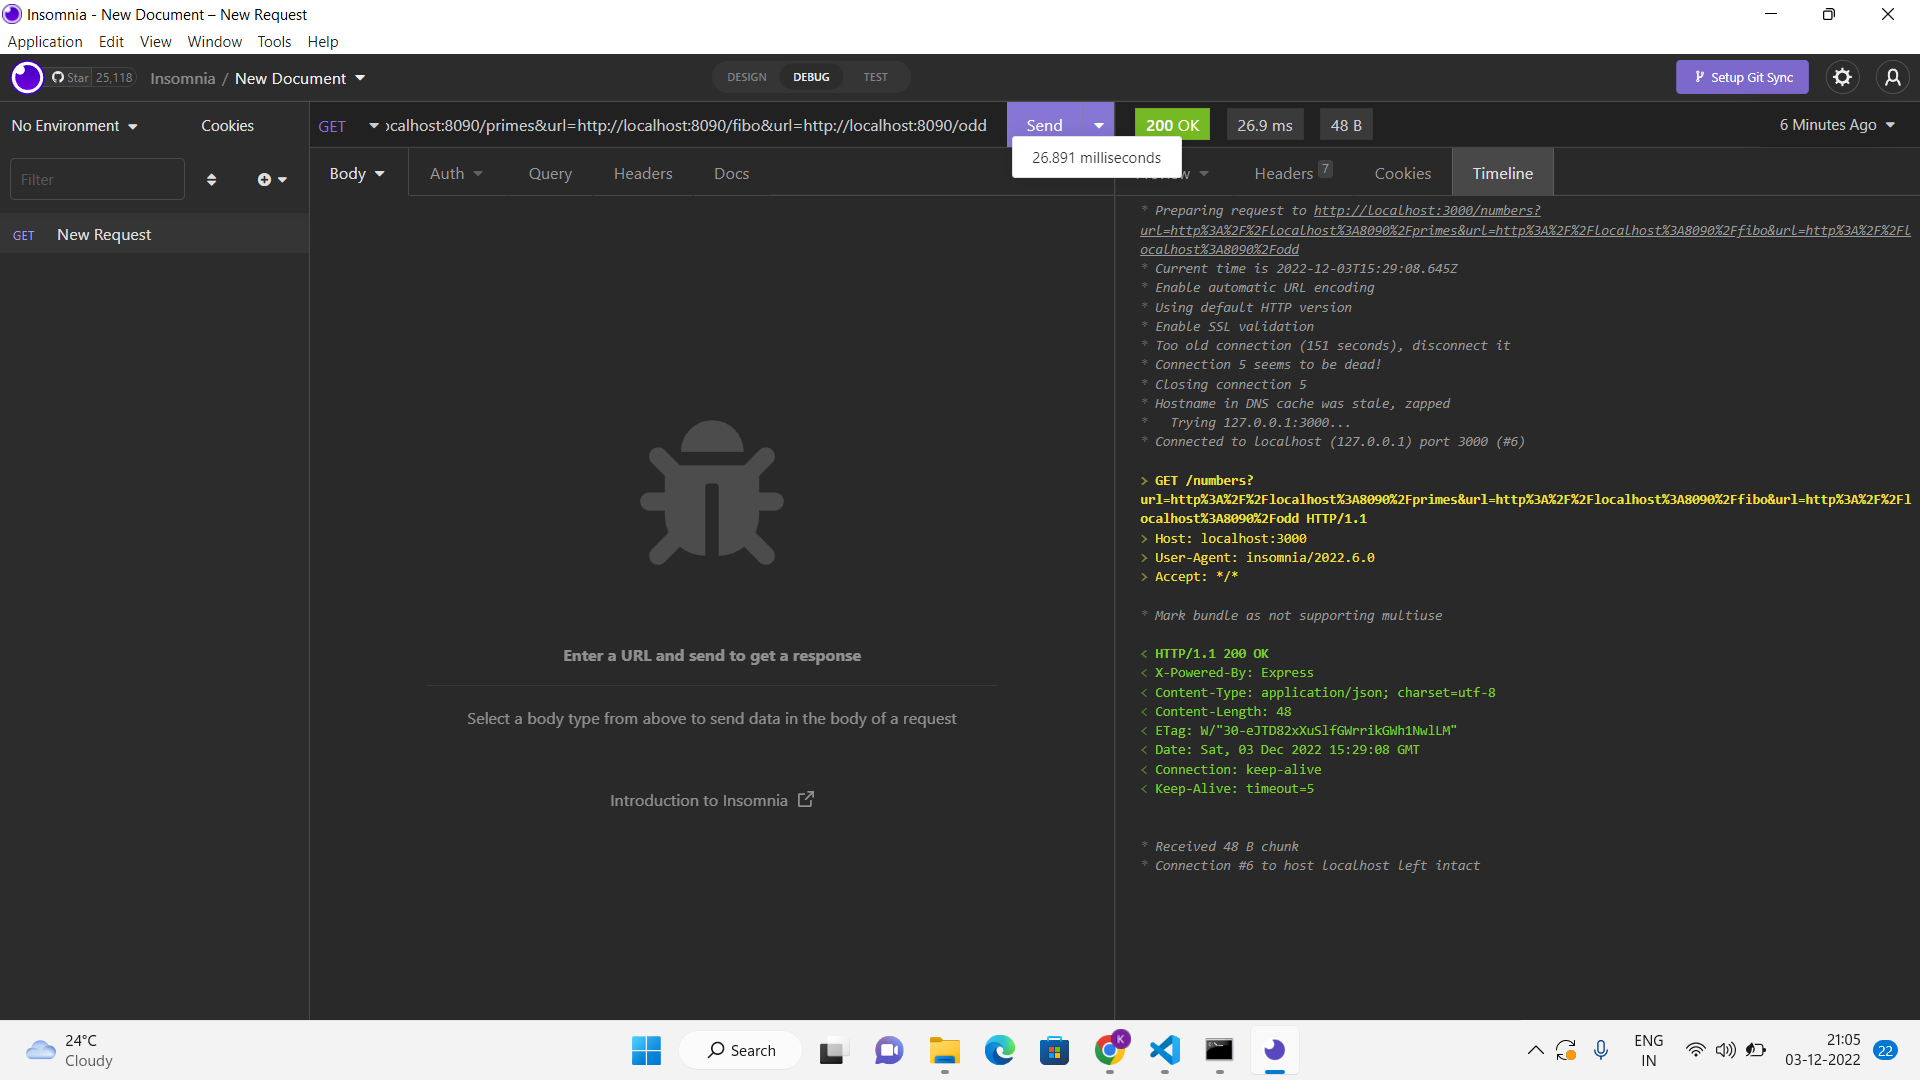 Insomnia - New Document – New Request
Application Edit View Window Tools Help
Star 25,118 Insomnia / New Document DESIGN DEBUG TEST Setup Git Sync
No Environment Cookies
GET ocalhost:8090/primes&url=http://localhost:8090/fibo&url=http://localhost:8090/odd Send
200 OK 26.9 ms 48 B 6 Minutes Ago
26.891 milliseconds
Filter
Body Auth Query Headers Docs
Headers 7 Cookies Timeline
GET New Request
Enter a URL and send to get a response
Select a body type from above to send data in the body of a request
Introduction to Insomnia
* Preparing request to http://localhost:3000/numbers?
url=http%3A%2F%2Flocalhost%3A8090%2Fprimes&url=http%3A%2F%2Flocalhost%3A8090%2Ffibo&url=http%3A%2F%2Fl
ocalhost%3A8090%2Fodd
* Current time is 2022-12-03T15:29:08.645Z
* Enable automatic URL encoding
* Using default HTTP version
* Enable SSL validation
* Too old connection (151 seconds), disconnect it
* Connection 5 seems to be dead!
* Closing connection 5
* Hostname in DNS cache was stale, zapped
* Trying 127.0.0.1:3000...
* Connected to localhost (127.0.0.1) port 3000 (#6)
> GET /numbers?
url=http%3A%2F%2Flocalhost%3A8090%2Fprimes&url=http%3A%2F%2Flocalhost%3A8090%2Ffibo&url=http%3A%2F%2Fl
ocalhost%3A8090%2Fodd HTTP/1.1
> Host: localhost:3000
> User-Agent: insomnia/2022.6.0
> Accept: */*
* Mark bundle as not supporting multiuse
< HTTP/1.1 200 OK
< X-Powered-By: Express
< Content-Type: application/json; charset=utf-8
< Content-Length: 48
< ETag: W/"30-eJTD82xXuSlfGWrrikGWh1NwlLM"
< Date: Sat, 03 Dec 2022 15:29:08 GMT
< Connection: keep-alive
< Keep-Alive: timeout=5
* Received 48 B chunk
* Connection #6 to host localhost left intact
24°C
Cloudy
Search
K
ENG
IN
21:05
03-12-2022
22